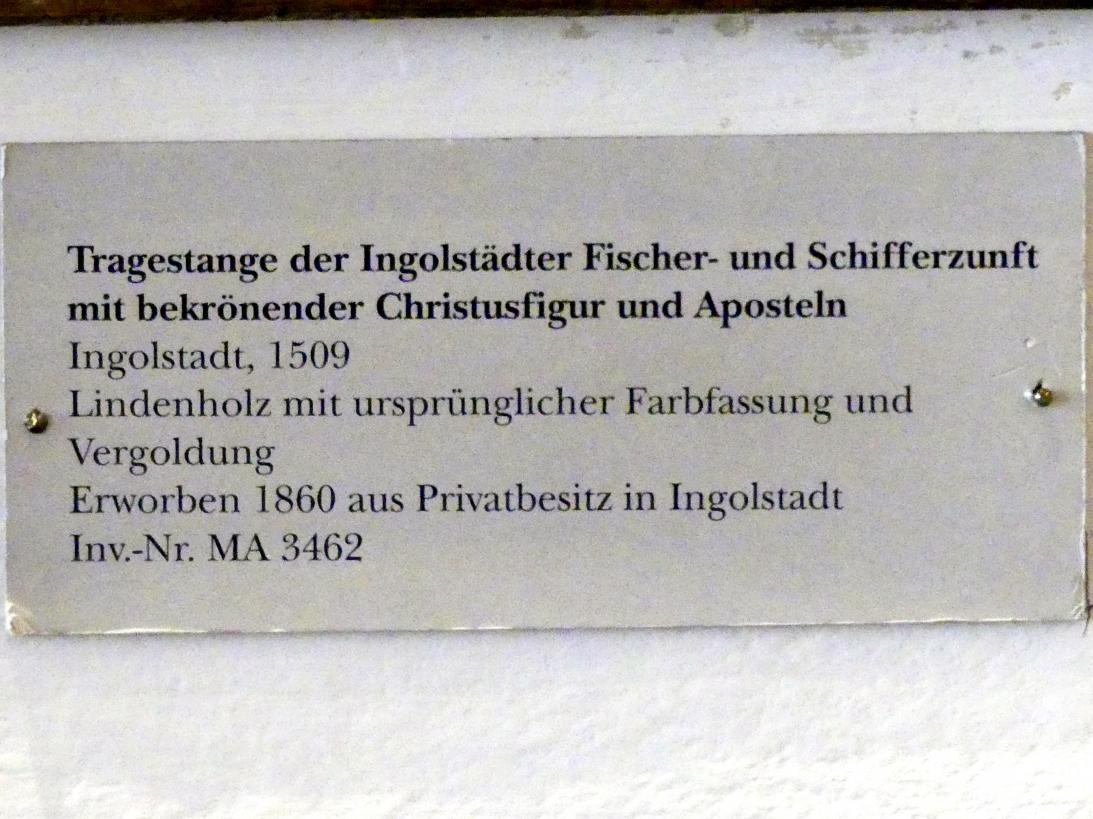 Tragestange der Ingolstädter Fischer- und Schifferzunft
mit bekrönender Christusfigur und Aposteln
Ingolstadt, 1509
Lindenholz mit ursprünglicher Farbfassung und
Vergoldung
Erworben 1860 aus Privatbesitz in Ingolstadt
Inv.-Nr. MA 3462